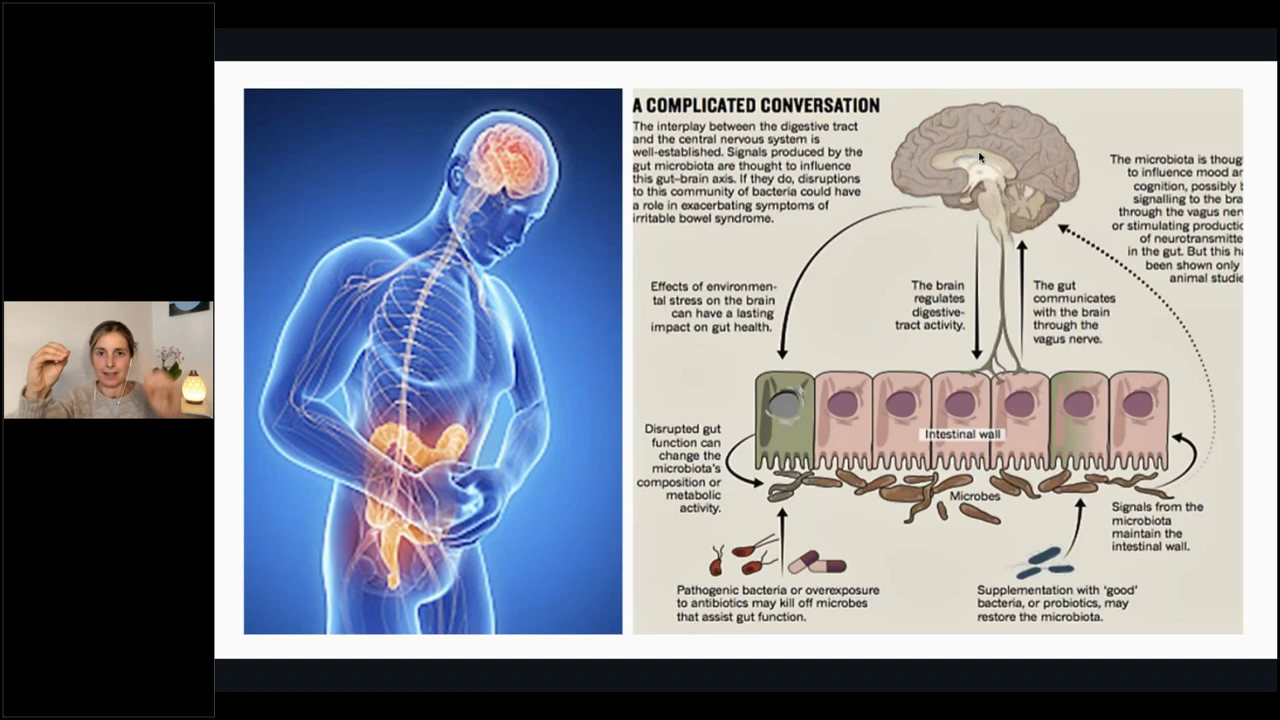 A COMPLICATED CONVERSATION
The interplay between the digestive tract
and the central nervous system is
well-established. Signals produced by the
gut microbiota are thought to influence
this gut–brain axis. If they do, disruptions
to this community of bacteria could have
a role in exacerbating symptoms of
irritable bowel syndrome.
The microbiota is though
to influence mood an
cognition, possibly b
signalling to the brai
through the vagus nerv
or stimulating productio
of neurotransmitte
in the gut. But this ha
been shown only
animal studie
Effects of environmen-
tal stress on the brain
can have a lasting
impact on gut health.
The brain
regulates
digestive-
tract activity.
The gut
communicates
with the brain
through the
vagus nerve.
Intestinal wall
Disrupted gut
function can
change the
microbiota's
composition or
metabolic
activity.
Microbes
Signals from the
microbiota
maintain the
intestinal wall.
Pathogenic bacteria or overexposure
to antibiotics may kill off microbes
that assist gut function.
Supplementation with 'good'
bacteria, or probiotics, may
restore the microbiota.